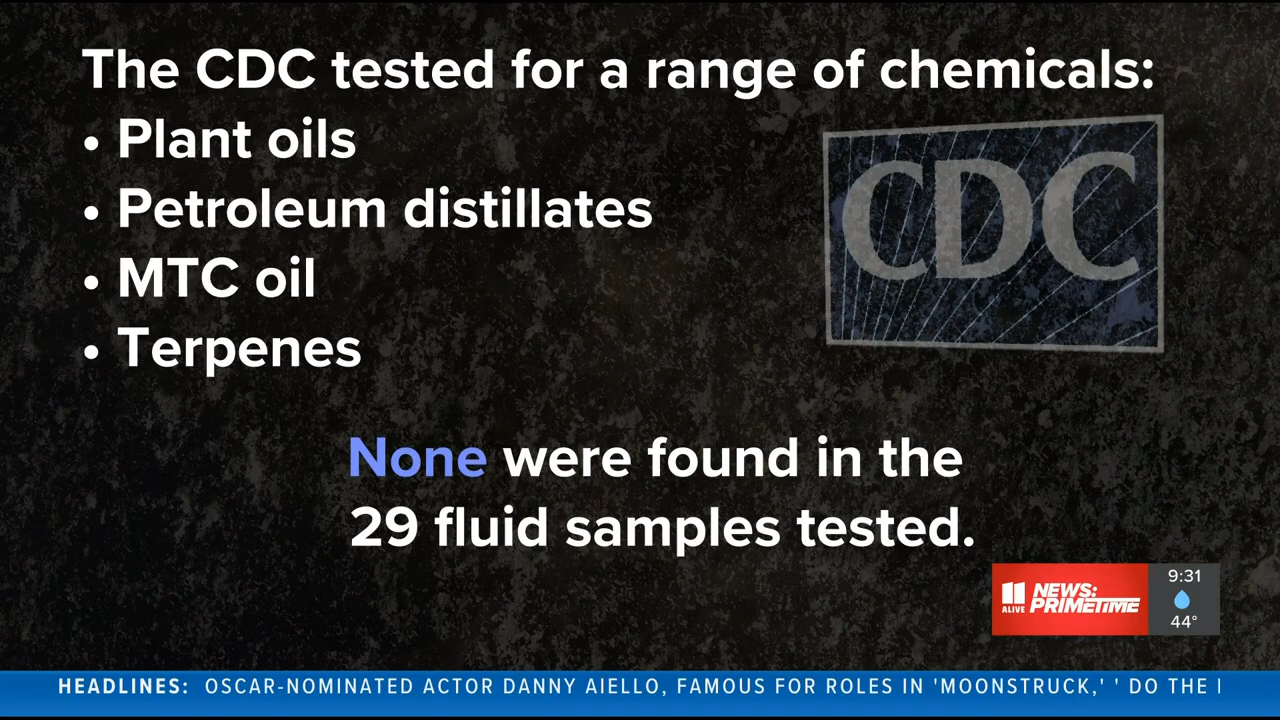 The CDC tested for a range of chemicals:
• Plant oils
• Petroleum distillates
• MTC oil
• Terpenes
CDC
None were found in the
29 fluid samples tested.
11 ALIVE NEWS: PRIMETIME
9:31
44°
HEADLINES: OSCAR-NOMINATED ACTOR DANNY AIELLO, FAMOUS FOR ROLES IN 'MOONSTRUCK,' ' DO THE